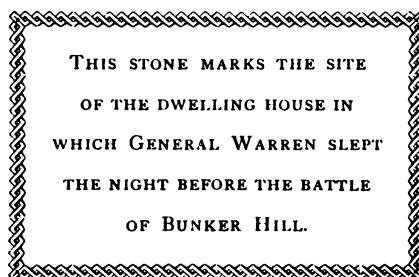 THIS STONE MARKS THE SITE
OF THE DWELLING HOUSE IN
WHICH GENERAL WARREN SLEPT
THE NIGHT BEFORE THE BATTLE
OF BUNKER HILL.